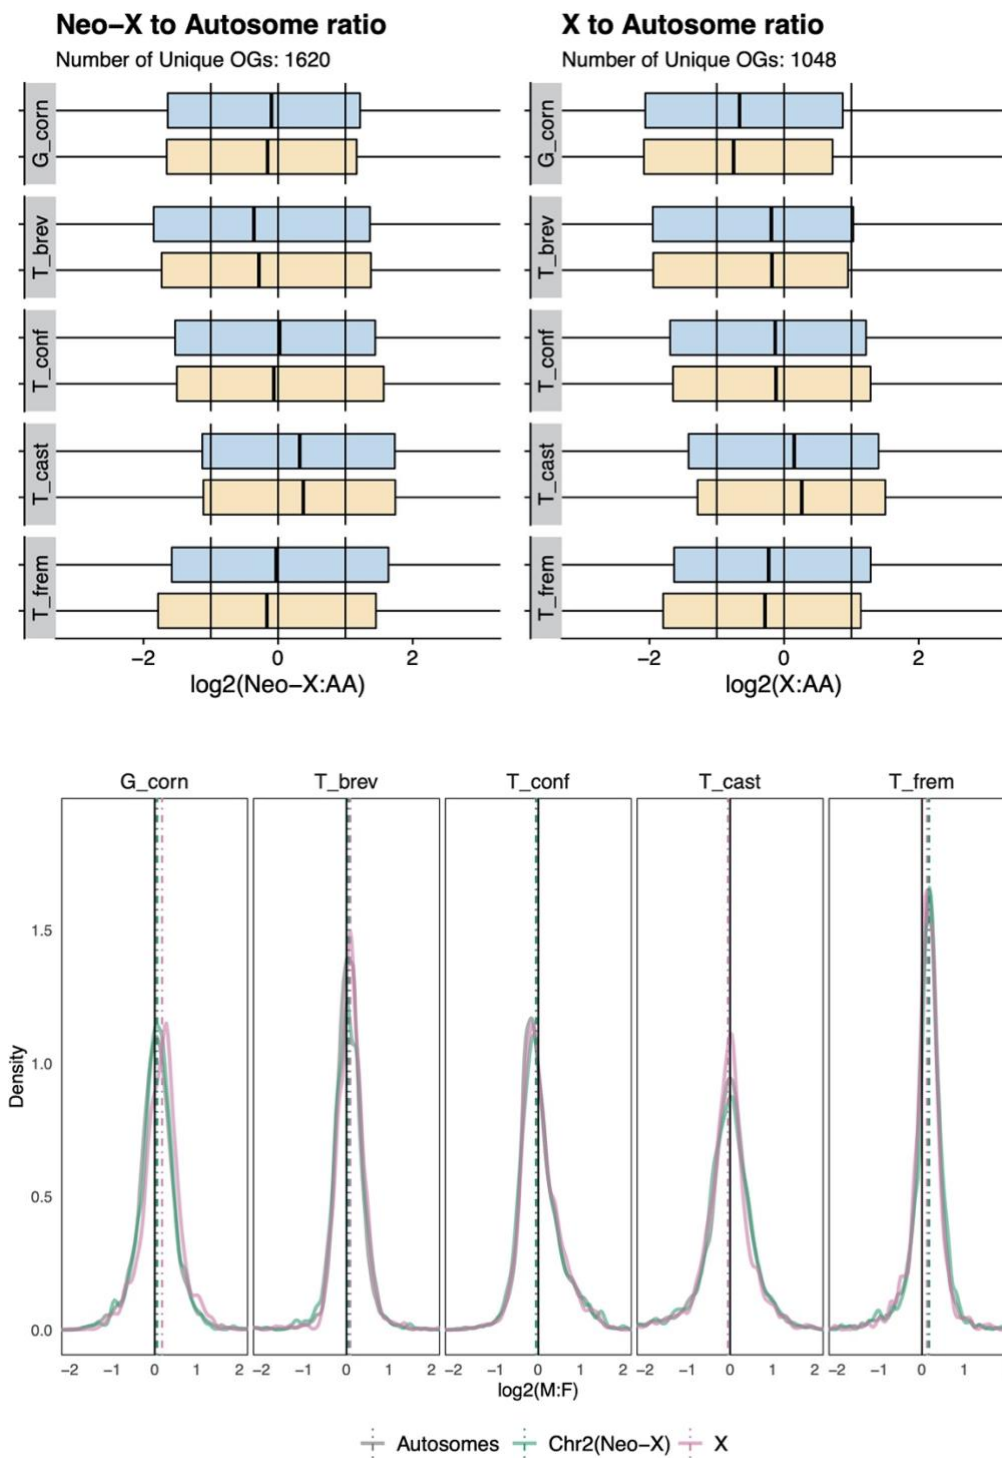 Neo-X to Autosome ratio
Number of Unique OGs: 1620
G_corn
T_brev
T_conf
T_cast
T_frem
-2 0 2
log2(Neo-X:AA)
X to Autosome ratio
Number of Unique OGs: 1048
G_corn
T_brev
T_conf
T_cast
T_frem
-2 0 2
log2(X:AA)
G_corn T_brev T_conf T_cast T_frem
Density
1.5
1.0
0.5
0.0
-2 -1 0 1 2 -2 -1 0 1 2 -2 -1 0 1 2 -2 -1 0 1 2 -2 -1 0 1
log2(M:F)
Autosomes Chr2(Neo-X) X